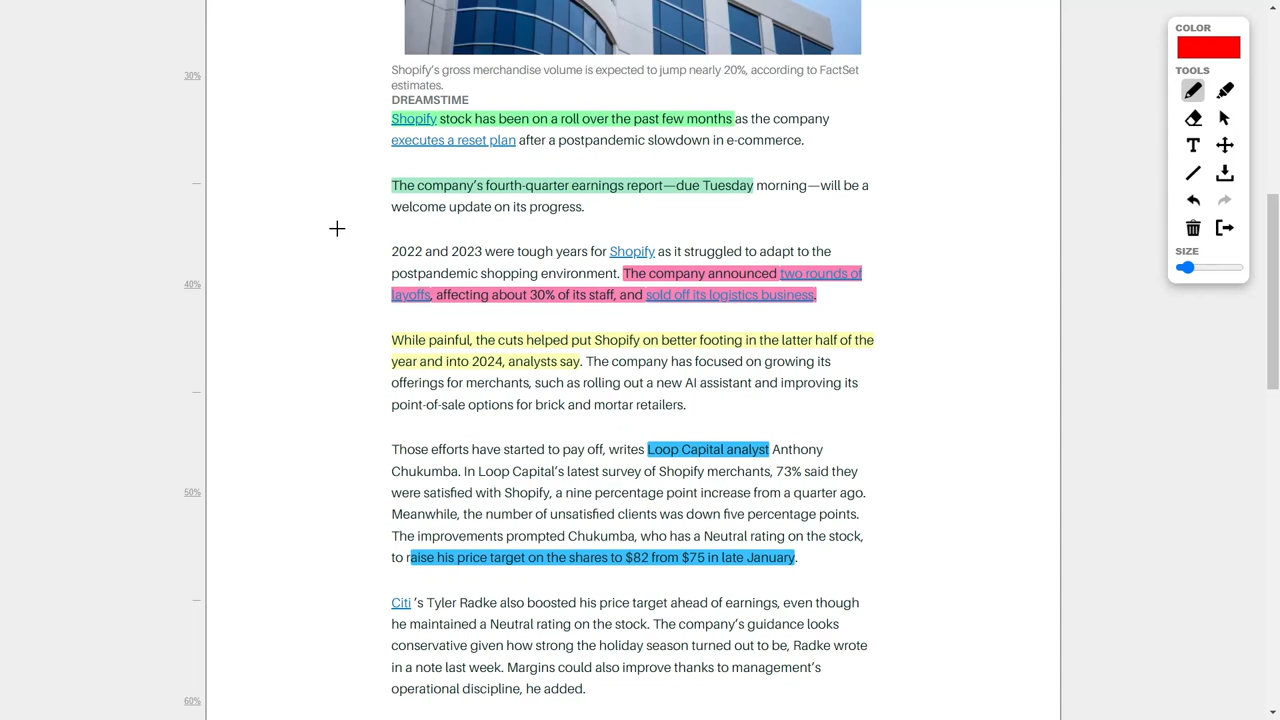 COLOR
TOOLS
T
SIZE
30%
40%
50%
60%
Shopify's gross merchandise volume is expected to jump nearly 20%, according to FactSet
estimates.
DREAMSTIME
Shopify stock has been on a roll over the past few months as the company
executes a reset plan after a postpandemic slowdown in e-commerce.
The company's fourth-quarter earnings report—due Tuesday morning—will be a
welcome update on its progress.
2022 and 2023 were tough years for Shopify as it struggled to adapt to the
postpandemic shopping environment. The company announced two rounds of
layoffs, affecting about 30% of its staff, and sold off its logistics business.
While painful, the cuts helped put Shopify on better footing in the latter half of the
year and into 2024, analysts say. The company has focused on growing its
offerings for merchants, such as rolling out a new AI assistant and improving its
point-of-sale options for brick and mortar retailers.
Those efforts have started to pay off, writes Loop Capital analyst Anthony
Chukumba. In Loop Capital's latest survey of Shopify merchants, 73% said they
were satisfied with Shopify, a nine percentage point increase from a quarter ago.
Meanwhile, the number of unsatisfied clients was down five percentage points.
The improvements prompted Chukumba, who has a Neutral rating on the stock,
to raise his price target on the shares to $82 from $75 in late January.
Citi 's Tyler Radke also boosted his price target ahead of earnings, even though
he maintained a Neutral rating on the stock. The company's guidance looks
conservative given how strong the holiday season turned out to be, Radke wrote
in a note last week. Margins could also improve thanks to management's
operational discipline, he added.